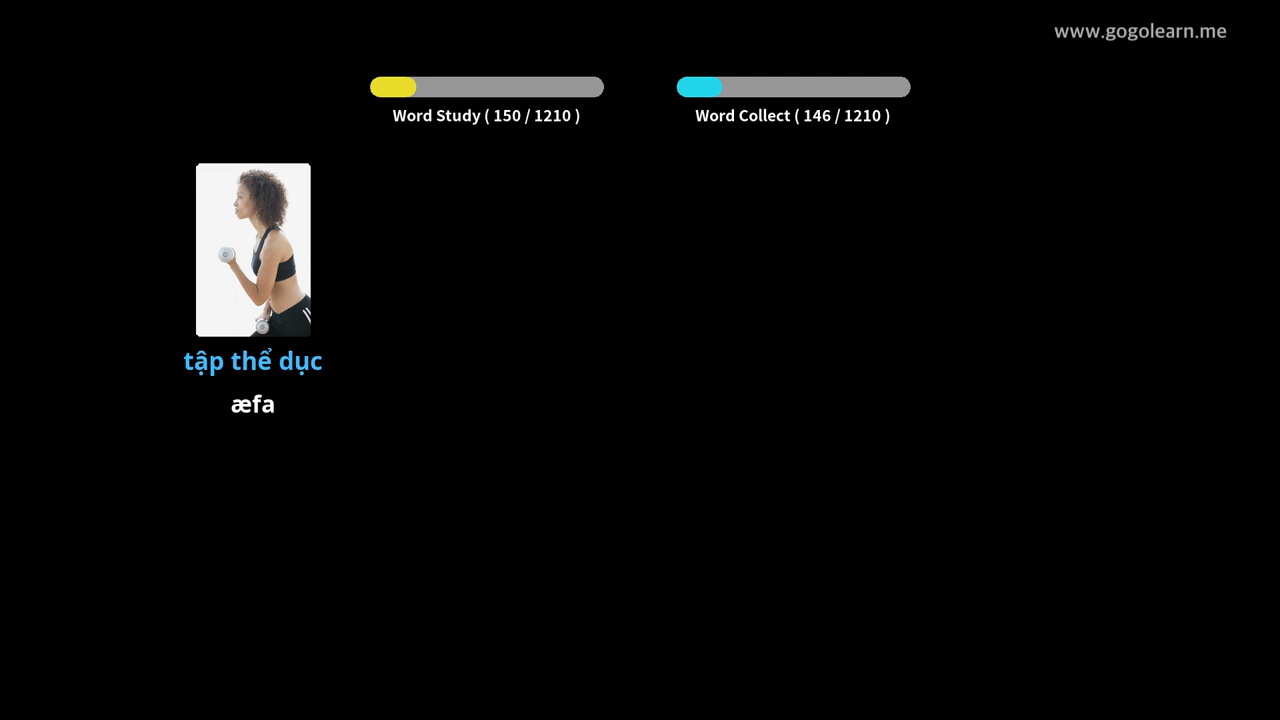 www.gogolearn.me
Word Study ( 150 / 1210 )
Word Collect ( 146 / 1210 )
tập thể dục
æfa